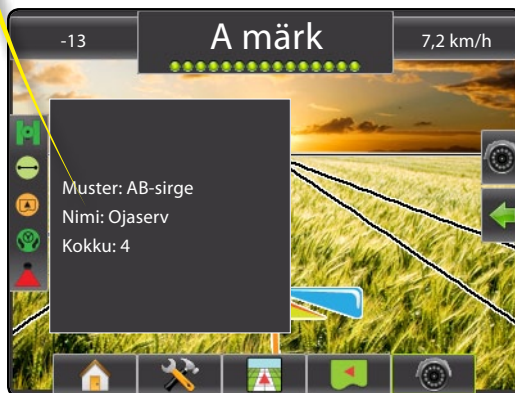 -13
A märk
7,2 km/h
Muster: AB-sirge
Nimi: Ojaserv
Kokku: 4